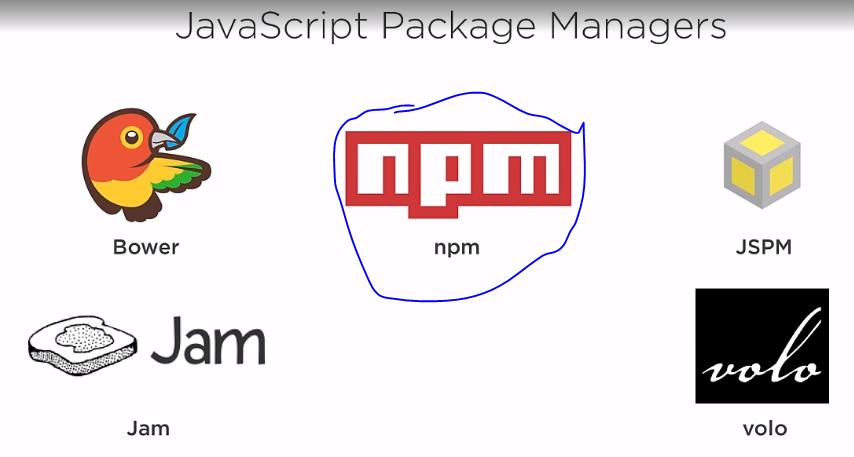 JavaScript Package Managers
npm
Bower
npm
JSPM
Jam
volo
Jam
volo